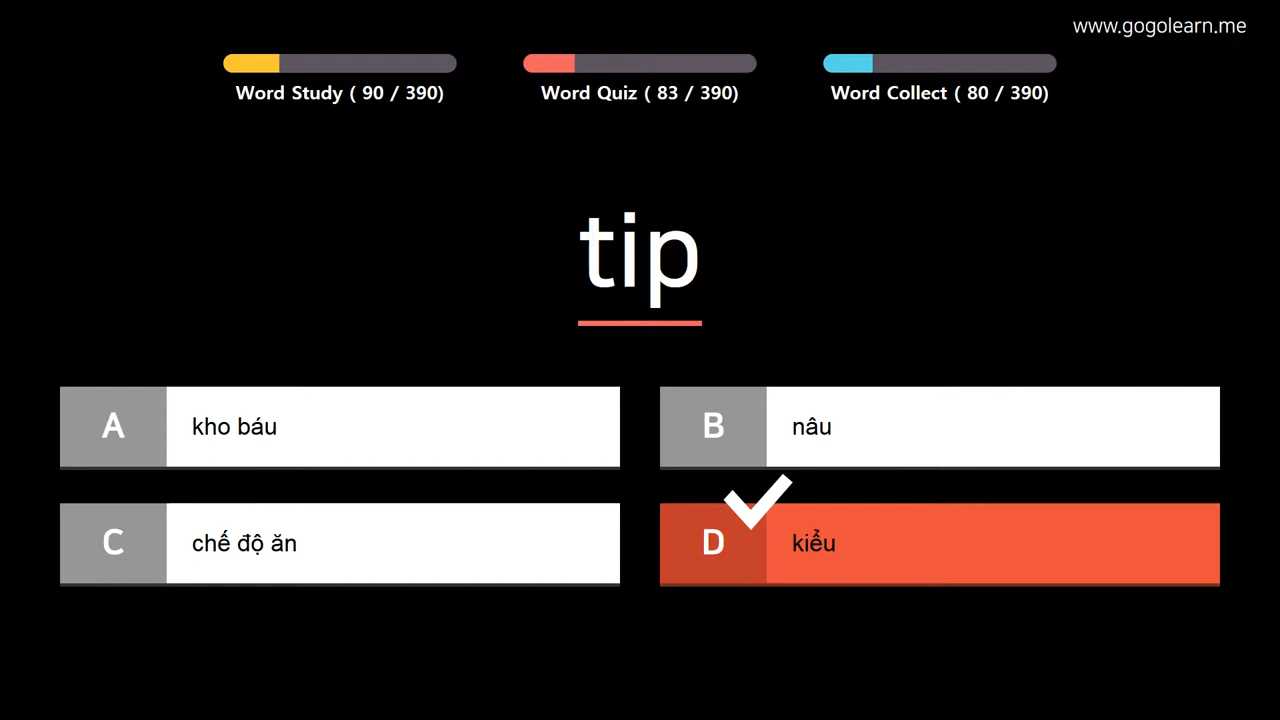 www.gogolearn.me
Word Study ( 90 / 390)
Word Quiz ( 83 / 390)
Word Collect ( 80 / 390)
tip
A kho báu
B nâu
C chế độ ăn
D kiểu